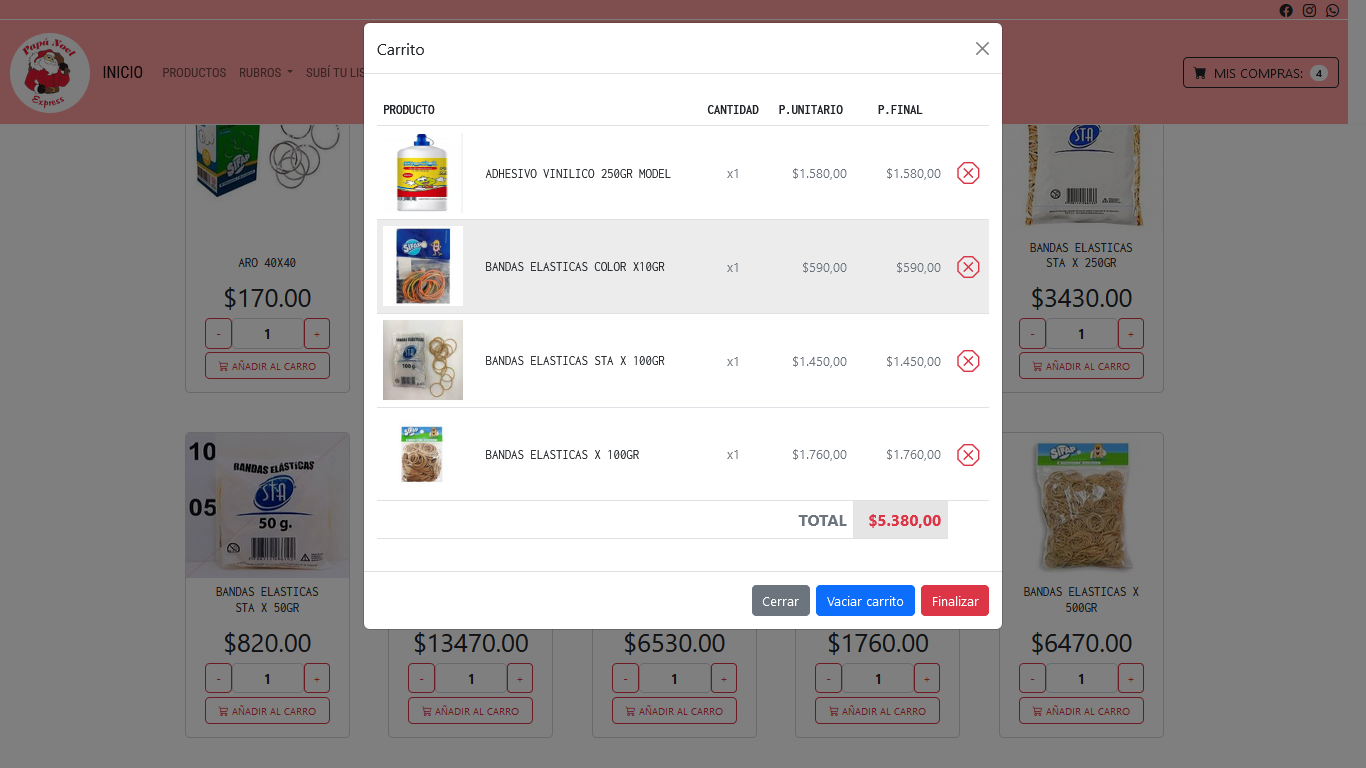 Papá Noel
Express
INICIO
PRODUCTOS
RUBROS
SUBÍ TU LIS
MIS COMPRAS: 4
Carrito
PRODUCTO CANTIDAD P.UNITARIO P.FINAL
ADHESIVO VINILICO 250GR MODEL x1 $1.580,00 $1.580,00
BANDAS ELASTICAS COLOR X10GR x1 $590,00 $590,00
BANDAS ELASTICAS STA X 100GR x1 $1.450,00 $1.450,00
BANDAS ELASTICAS X 100GR x1 $1.760,00 $1.760,00
TOTAL $5.380,00
Cerrar
Vaciar carrito
Finalizar
SIFAP
ARO 40X40
$170.00
- 1 +
AÑADIR AL CARRO
STA
BANDAS ELASTICAS
STA X 250GR
$3430.00
- 1 +
AÑADIR AL CARRO
10
05
BANDAS ELÁSTICAS
STA
50 g.
BANDAS ELASTICAS
STA X 50GR
$820.00
- 1 +
AÑADIR AL CARRO
$13470.00
- 1 +
AÑADIR AL CARRO
$6530.00
- 1 +
AÑADIR AL CARRO
$1760.00
- 1 +
AÑADIR AL CARRO
SIFAP
BANDAS ELASTICAS X
500GR
$6470.00
- 1 +
AÑADIR AL CARRO